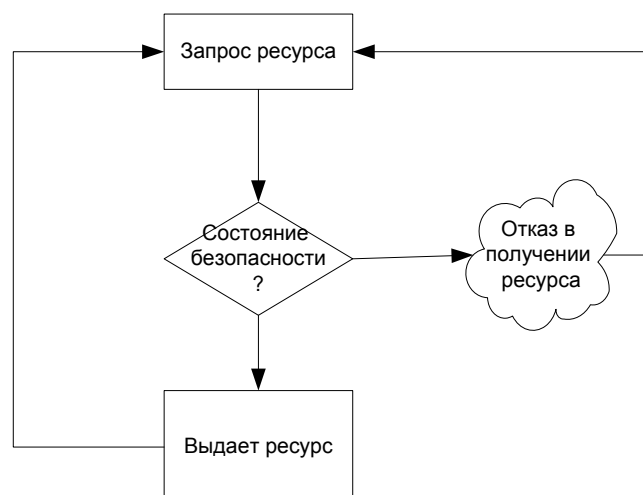 Запрос ресурса
Состояние
безопасности
?
Отказ в
получении
ресурса
Выдает ресурс